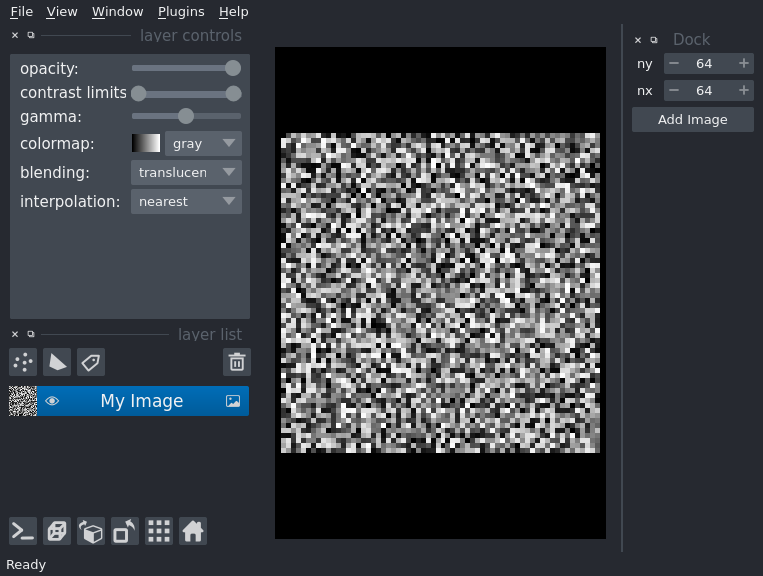 File View Window Plugins Help
layer controls
opacity:
contrast limits
gamma:
colormap: gray
blending: translucen
interpolation: nearest
layer list
My Image
Ready
Dock
ny 64
nx 64
Add Image